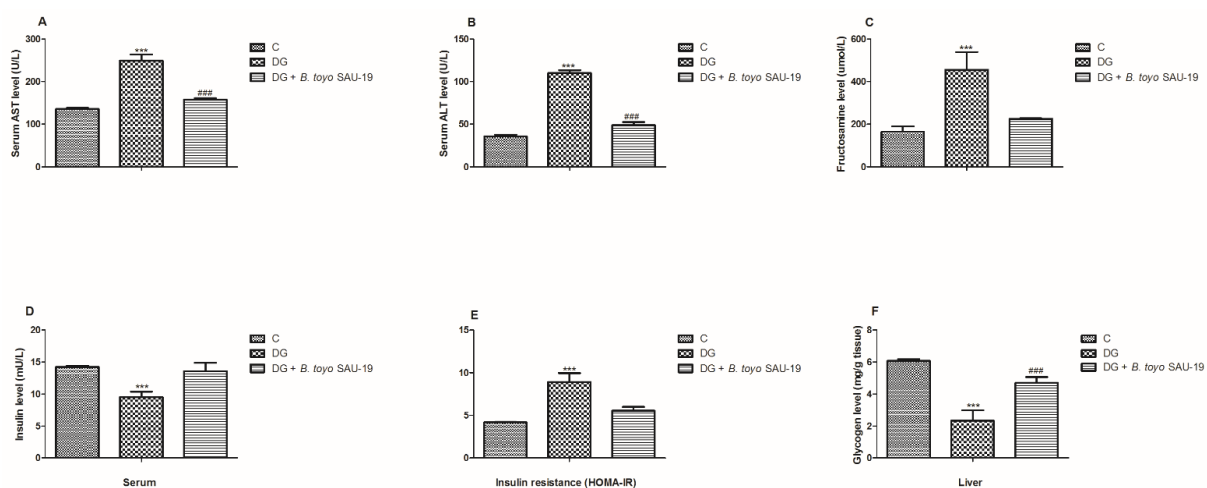 A
Serum AST level (U/L)
300
200
100
0
***
###
C
DG
DG + B. toyo SAU-19
B
Serum ALT level (U/L)
150
100
50
0
***
###
C
DG
DG + B. toyo SAU-19
C
Fructosamine level (umol/L)
600
400
200
0
***
C
DG
DG + B. toyo SAU-19
D
Insulin level (mU/L)
20
15
10
5
0
***
C
DG
DG + B. toyo SAU-19
Serum
E
15
10
5
0
***
C
DG
DG + B. toyo SAU-19
Insulin resistance (HOMA-IR)
F
Glycogen level (mg/g tissue)
8
6
4
2
0
***
###
C
DG
DG + B. toyo SAU-19
Liver